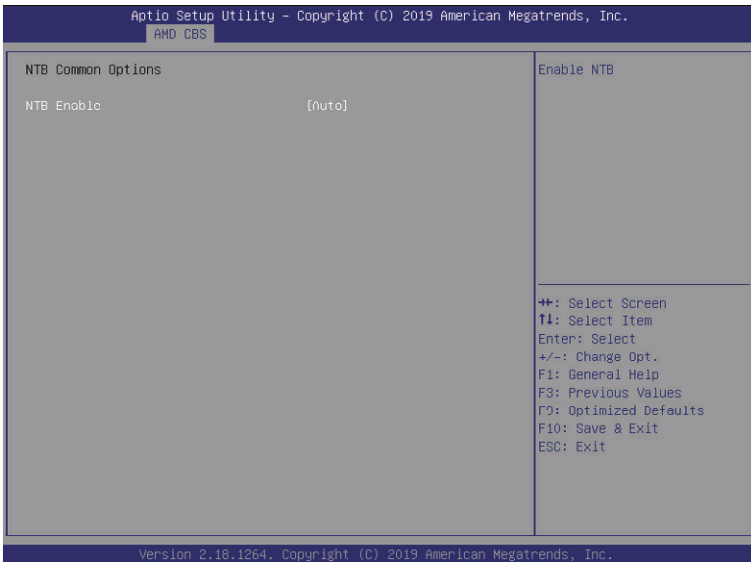 Aptio Setup Utility – Copyright (C) 2019 American Megatrends, Inc.
AMD CBS
NTB Common Options
NTB Enable [Auto]
Enable NTB
→←: Select Screen
↑↓: Select Item
Enter: Select
+/-: Change Opt.
F1: General Help
F3: Previous Values
F9: Optimized Defaults
F10: Save & Exit
ESC: Exit
Version 2.18.1264. Copyright (C) 2019 American Megatrends, Inc.